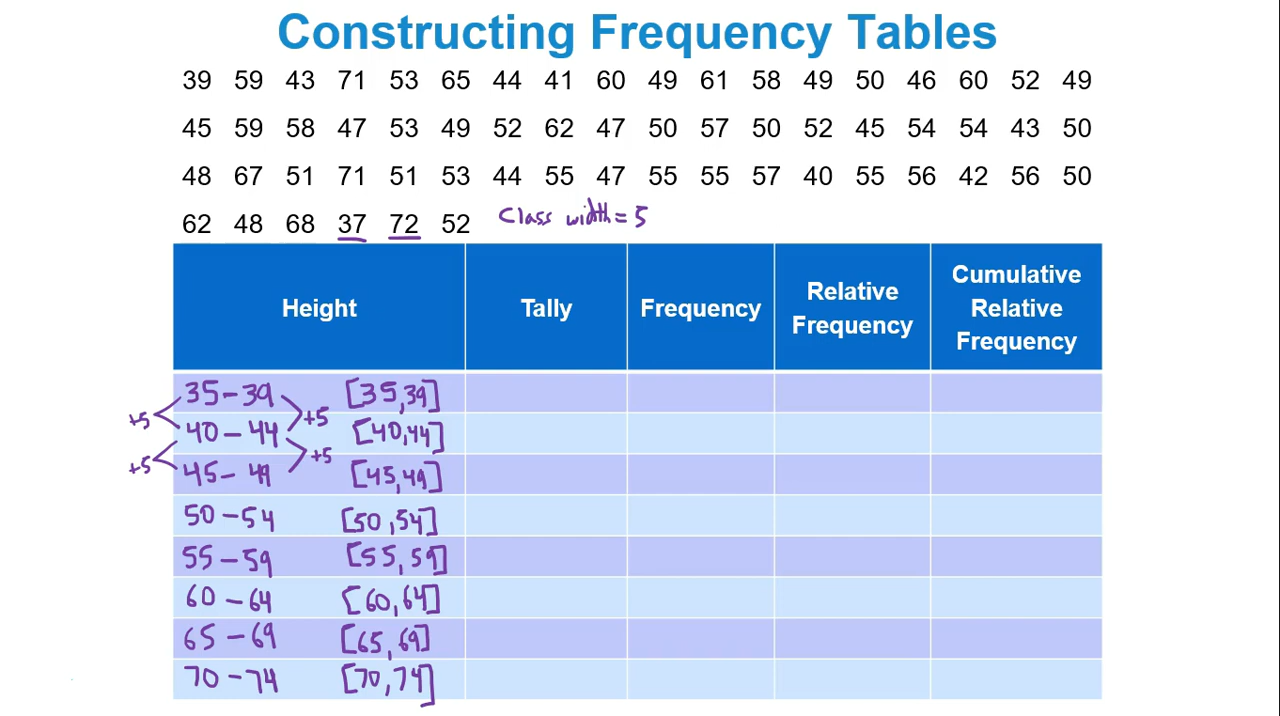 Constructing Frequency Tables
39 59 43 71 53 65 44 41 60 49 61 58 49 50 46 60 52 49
45 59 58 47 53 49 52 62 47 50 57 50 52 45 54 54 43 50
48 67 51 71 51 53 44 55 47 55 55 57 40 55 56 42 56 50
62 48 68 37 72 52 Class width = 5
Height Tally Frequency Relative Frequency Cumulative Relative Frequency
35-39 [35,39]
+5 +5
40-44 [40,44]
+5 +5
45-49 [45,49]
50-54 [50,54]
55-59 [55,59]
60-64 [60,64]
65-69 [65,69]
70-74 [70,74]